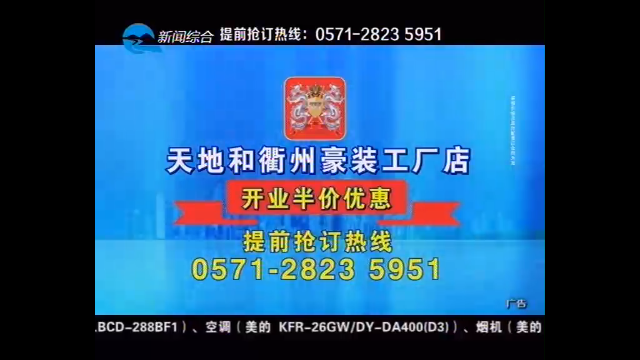 新闻综合 提前抢订热线：0571-2823 5951
天地和衢州豪装工厂店
开业半价优惠
提前抢订热线
0571-2823 5951
广告
BCD-288BF1）、空调（美的 KFR-26GW/DY-DA400(D3)）、烟机（美的